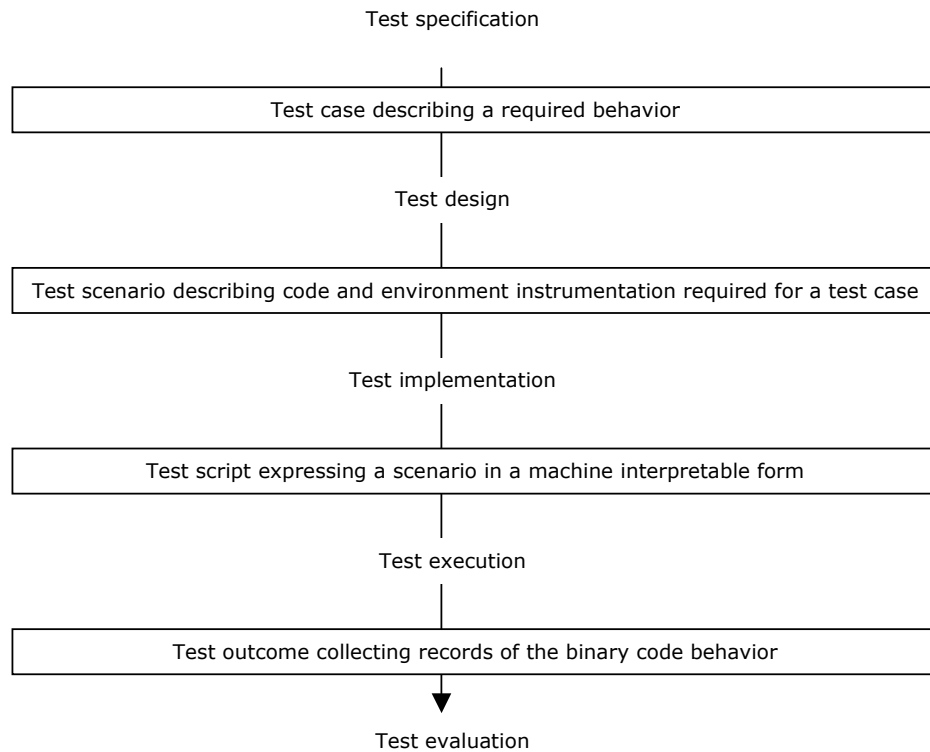 Test specification
Test case describing a required behavior
Test design
Test scenario describing code and environment instrumentation required for a test case
Test implementation
Test script expressing a scenario in a machine interpretable form
Test execution
Test outcome collecting records of the binary code behavior
Test evaluation